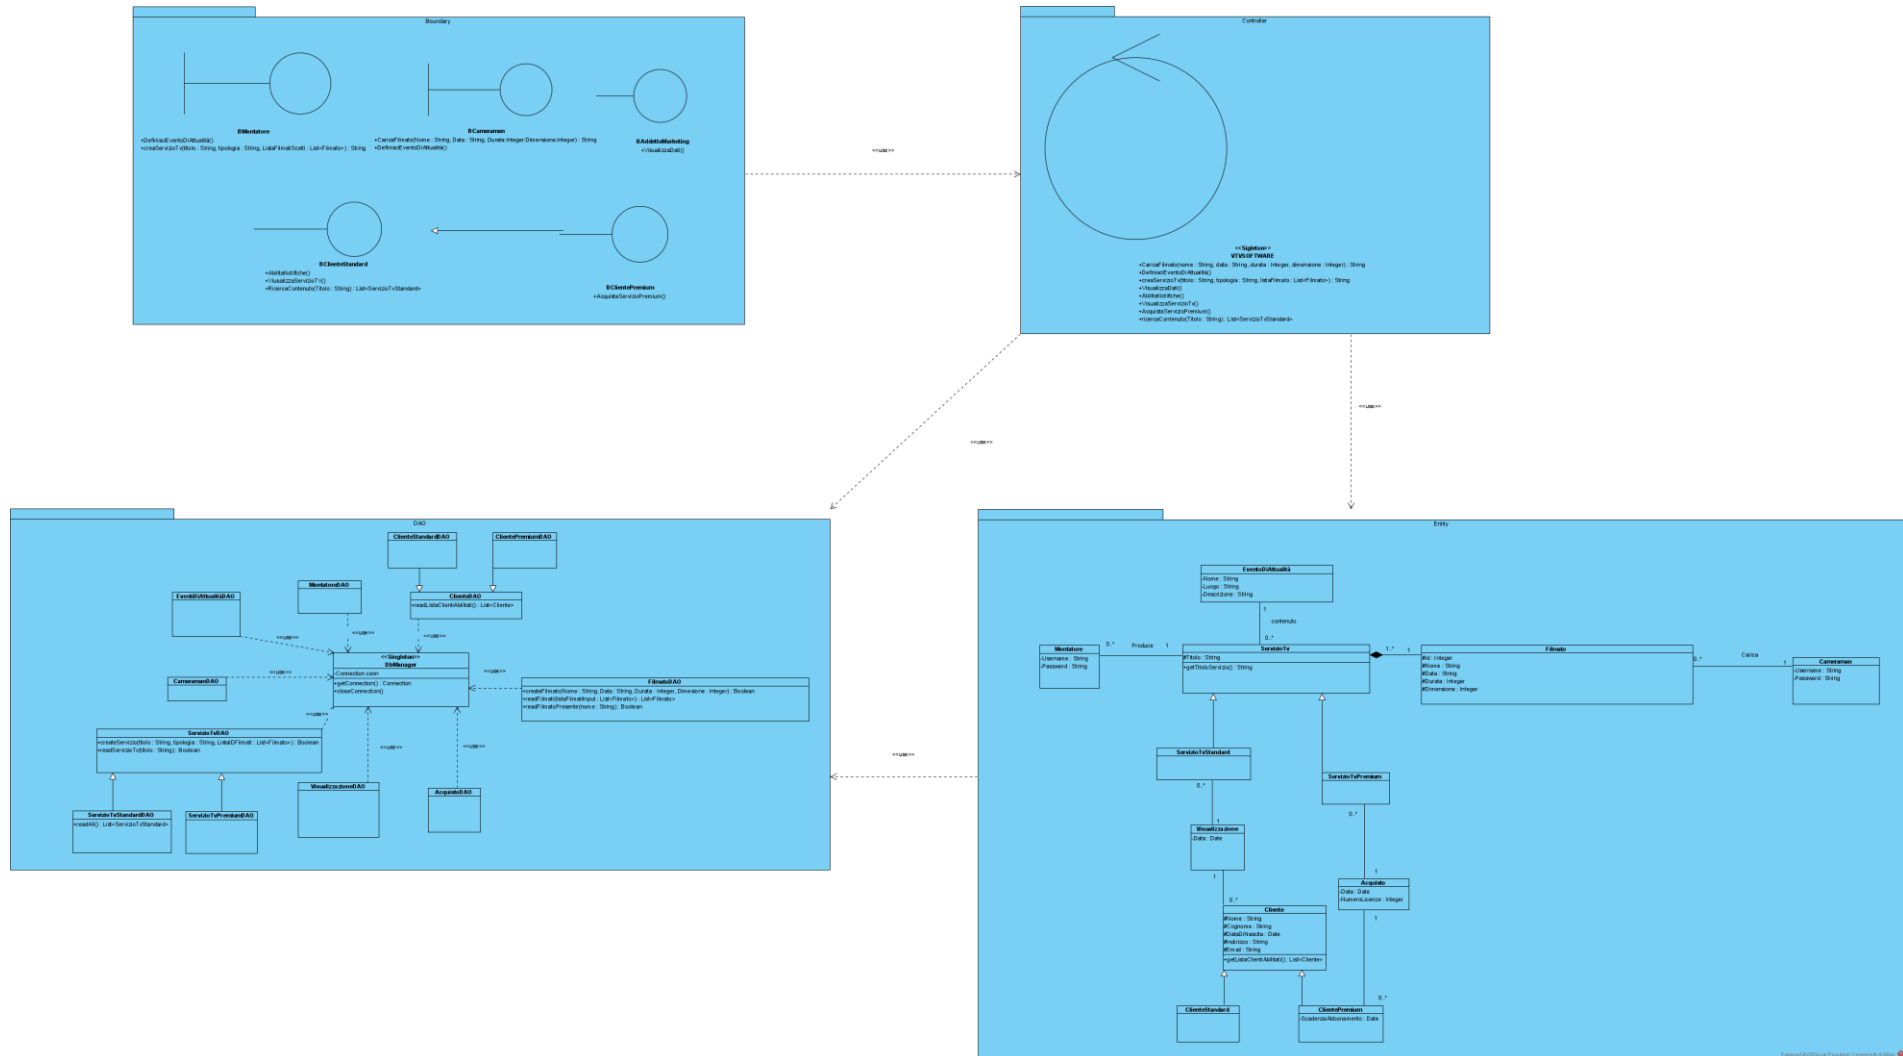 Boundary
BMontatore
+DefinisciEventoDiAttualità()
+creaServizioTv(titolo : String, tipologia : String, ListaFilmatiScelti : List<Filmato>) : String
BCameramen
+CaricaFilmato(Nome : String, Data : String, Durata:Integer:Dimensione:Integer) : String
+DefinisciEventoDiAttualità()
BAddettoMarketing
+VisualizzaDati()
BClienteStandard
+AbilitaNotifiche()
+VisualizzaServizioTV()
+RicercaContenuto(Titolo : String) : List<ServizioTvStandard>
BClientePremium
+AcquistaServizioPremium()
<<use>>
Controller
<<Sigleton>>
VTVSOFTWARE
+CaricaFilmato(nome : String, data : String, durata : Integer, dimensione : Integer) : String
+DefinisciEventoDiAttualità()
+creaServizioTv(titolo : String, tipologia : String, listaFilmato : List<Filmato>) : String
+VisualizzaDati()
+AbilitaNotifiche()
+VisualizzaServizioTv()
+AcquistaServizioPremium()
+ricercaContenuto(Titolo : String) : List<ServizioTvStandard>
<<use>>
<<use>>
DAO
ClienteStandardDAO
ClientePremiumDAO
MontatoreDAO
EventiDiAttualitàDAO
ClienteDAO
+readListaClientiAbilitati() : List<Cliente>
<<use>>
<<use>>
<<use>>
<<Singleton>>
DbManager
-Connection conn
+getConnection() : Connection
+closeConnection()
CameramanDAO
<<use>>
<<use>>
FilmatoDAO
+createFilmato(Nome : String, Data : String, Durata : Integer, Dimesione : Integer) : Boolean
+readFilmati(listaFilmatiInput : List<Filmato>) : List<Filmato>
+readFilmatoPresente(nome : String) : Boolean
<<use>>
ServizioTvDAO
+createServizio(titolo : String, tipologia : String, ListaIDFilmati : List<Filmato>) : Boolean
+readServizioTv(titolo : String) : Boolean
<<use>>
<<use>>
ServizioTvStandardDAO
+readAll() : List<ServizioTvStandard>
ServizioTvPremiumDAO
VisualizzazioneDAO
AcquistoDAO
<<use>>
Entity
EventoDiAttualità
-Nome : String
-Luogo : String
-Descrizione : String
1
contenuto
0..*
Montatore
-Username : String
-Password : String
0..*
Produce
1
ServizioTv
#Titolo : String
+getTitoloServizio() : String
1..*
1
Filmato
#id : Integer
#Nome : String
#Data : String
#Durata : Integer
#Dimensione : Integer
0..*
Carica
1
Cameraman
-Username : String
-Password : String
ServizioTvStandard
0..*
ServizioTvPremium
0..*
1
Visualizzazione
-Data : Date
1
0..*
1
Acquisto
-Data : Date
-NumeroLicenze : Integer
1
Cliente
#Nome : String
#Cognome : String
#DataDiNascita : Date
#Indirizzo : String
#Email : String
+getListaClientiAbilitati() : List<Cliente>
0..*
ClienteStandard
ClientePremium
-ScadenzaAbbonamento : Date